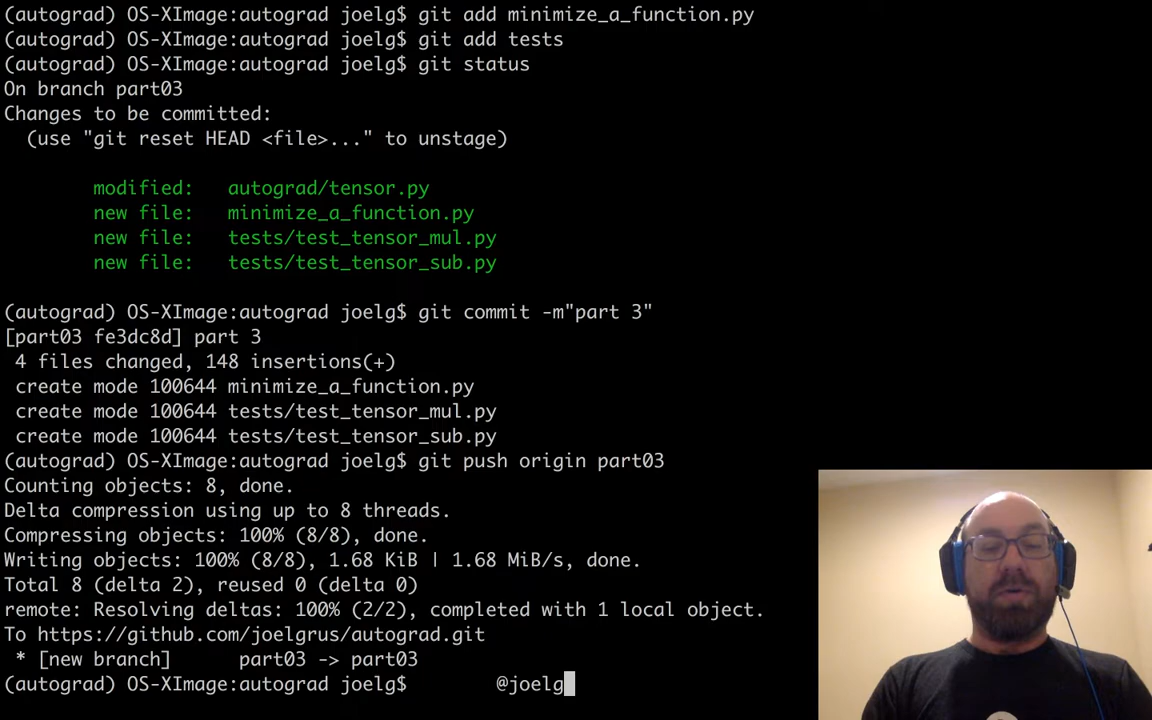 (autograd) OS-XImage:autograd joelg$ git add minimize_a_function.py
(autograd) OS-XImage:autograd joelg$ git add tests
(autograd) OS-XImage:autograd joelg$ git status
On branch part03
Changes to be committed:
  (use "git reset HEAD <file>..." to unstage)
        modified:   autograd/tensor.py
        new file:   minimize_a_function.py
        new file:   tests/test_tensor_mul.py
        new file:   tests/test_tensor_sub.py
(autograd) OS-XImage:autograd joelg$ git commit -m"part 3"
[part03 fe3dc8d] part 3
 4 files changed, 148 insertions(+)
 create mode 100644 minimize_a_function.py
 create mode 100644 tests/test_tensor_mul.py
 create mode 100644 tests/test_tensor_sub.py
(autograd) OS-XImage:autograd joelg$ git push origin part03
Counting objects: 8, done.
Delta compression using up to 8 threads.
Compressing objects: 100% (8/8), done.
Writing objects: 100% (8/8), 1.68 KiB | 1.68 MiB/s, done.
Total 8 (delta 2), reused 0 (delta 0)
remote: Resolving deltas: 100% (2/2), completed with 1 local object.
To https://github.com/joelgrus/autograd.git
 * [new branch]      part03 -> part03
(autograd) OS-XImage:autograd joelg$        @joelg